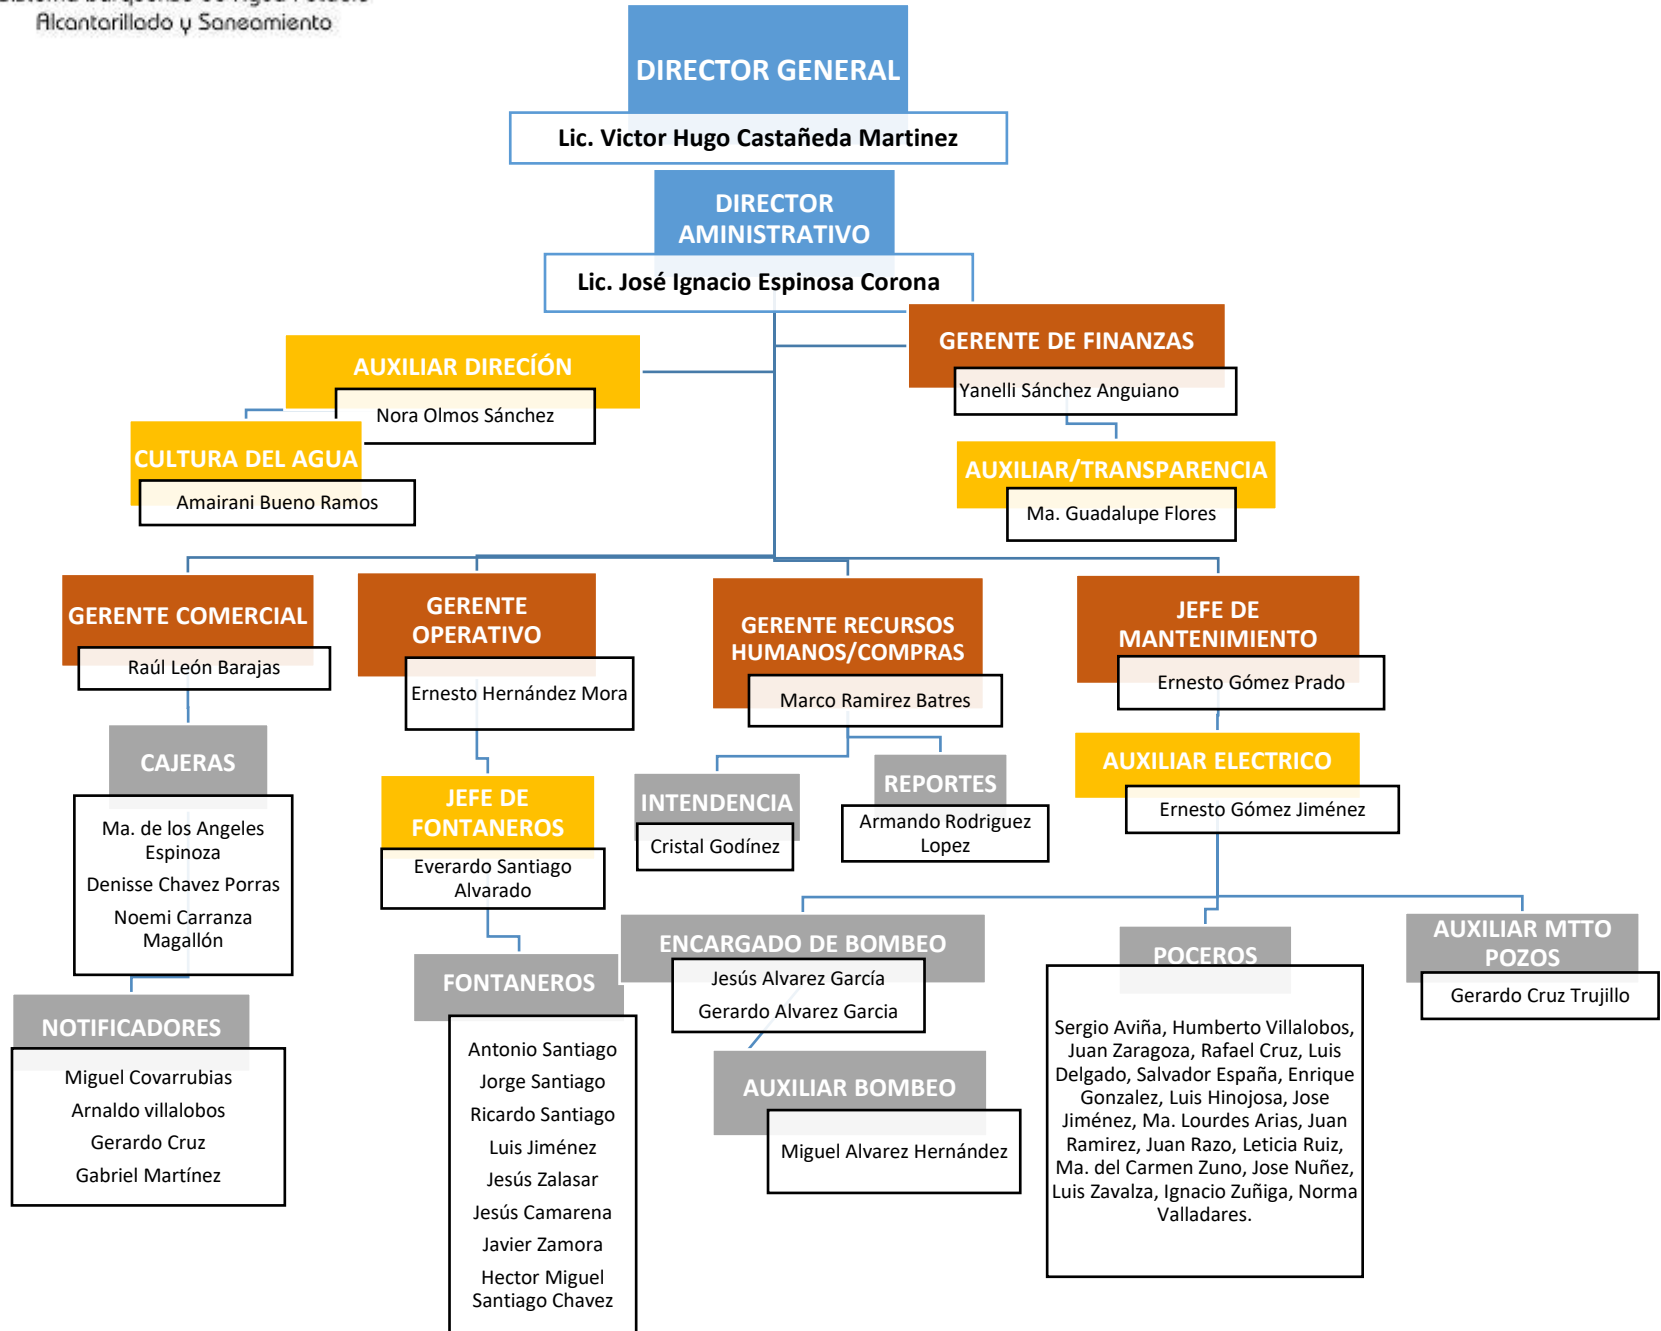 Alcantarillado y Saneamiento
DIRECTOR GENERAL
Lic. Victor Hugo Castañeda Martinez
DIRECTOR
AMINISTRATIVO
Lic. José Ignacio Espinosa Corona
GERENTE DE FINANZAS
Yanelli Sánchez Anguiano
AUXILIAR DIRECÍÓN
Nora Olmos Sánchez
CULTURA DEL AGUA
Amairani Bueno Ramos
AUXILIAR/TRANSPARENCIA
Ma. Guadalupe Flores
GERENTE COMERCIAL
Raúl León Barajas
GERENTE
OPERATIVO
Ernesto Hernández Mora
GERENTE RECURSOS
HUMANOS/COMPRAS
Marco Ramirez Batres
JEFE DE
MANTENIMIENTO
Ernesto Gómez Prado
CAJERAS
Ma. de los Angeles
Espinoza
Denisse Chavez Porras
Noemi Carranza
Magallón
JEFE DE
FONTANEROS
Everardo Santiago
Alvarado
INTENDENCIA
Cristal Godínez
REPORTES
Armando Rodriguez
Lopez
AUXILIAR ELECTRICO
Ernesto Gómez Jiménez
NOTIFICADORES
Miguel Covarrubias
Arnaldo villalobos
Gerardo Cruz
Gabriel Martínez
FONTANEROS
Antonio Santiago
Jorge Santiago
Ricardo Santiago
Luis Jiménez
Jesús Zalasar
Jesús Camarena
Javier Zamora
Hector Miguel
Santiago Chavez
ENCARGADO DE BOMBEO
Jesús Alvarez García
Gerardo Alvarez Garcia
AUXILIAR BOMBEO
Miguel Alvarez Hernández
POCEROS
Sergio Aviña, Humberto Villalobos,
Juan Zaragoza, Rafael Cruz, Luis
Delgado, Salvador España, Enrique
Gonzalez, Luis Hinojosa, Jose
Jiménez, Ma. Lourdes Arias, Juan
Ramirez, Juan Razo, Leticia Ruiz,
Ma. del Carmen Zuno, Jose Nuñez,
Luis Zavalza, Ignacio Zuñiga, Norma
Valladares.
AUXILIAR MTTO
POZOS
Gerardo Cruz Trujillo